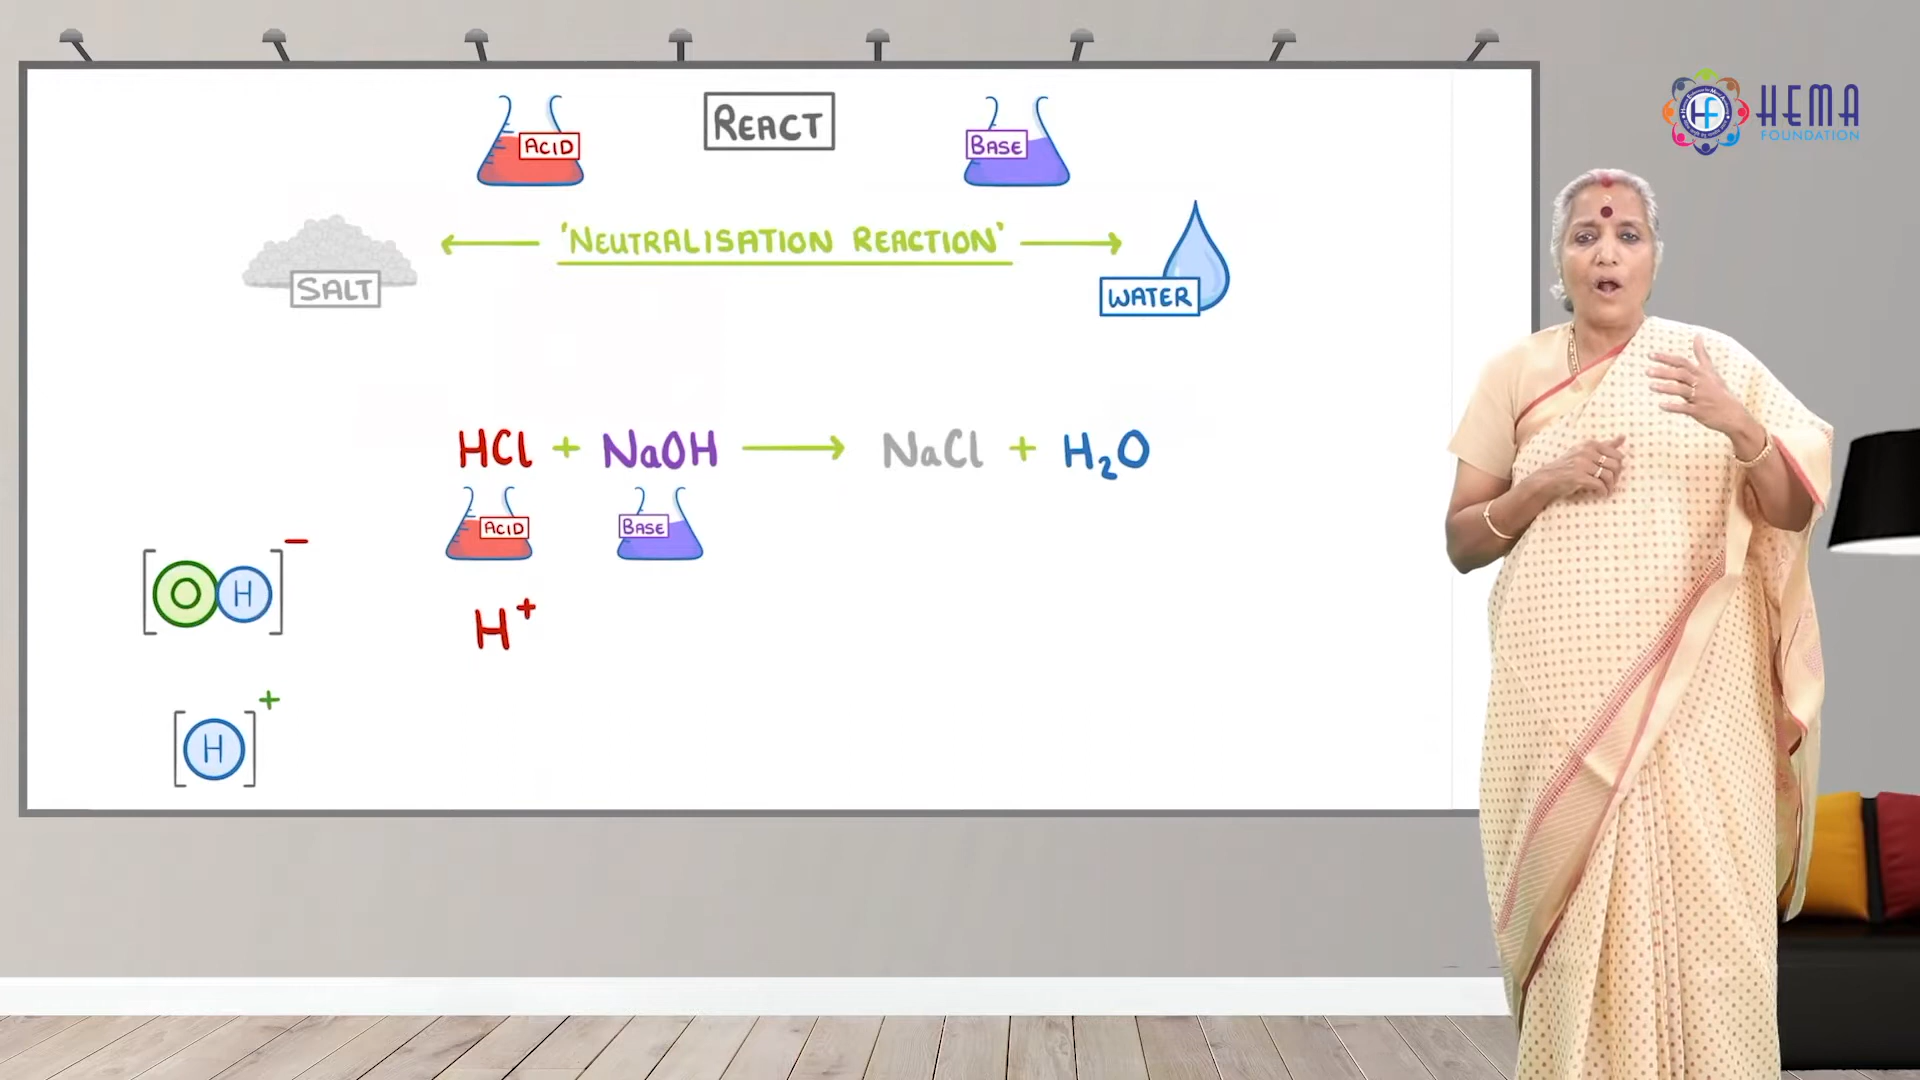 ACID
REACT
BASE
HEMA
FOUNDATION
'NEUTRALISATION REACTION'
SALT
WATER
HCl + NaOH → NaCl + H₂O
ACID
BASE
[OH]⁻
H⁺
[H]⁺